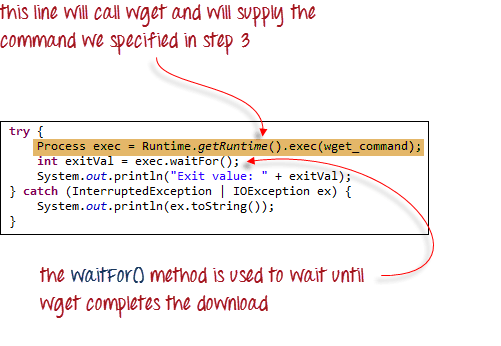 this line will call wget and will supply the
command we specified in step 3
try {
    Process exec = Runtime.getRuntime().exec(wget_command);
    int exitVal = exec.waitFor();
    System.out.println("Exit value: " + exitVal);
} catch (InterruptedException | IOException ex) {
    System.out.println(ex.toString());
}
the waitFor() method is used to wait until
wget completes the download